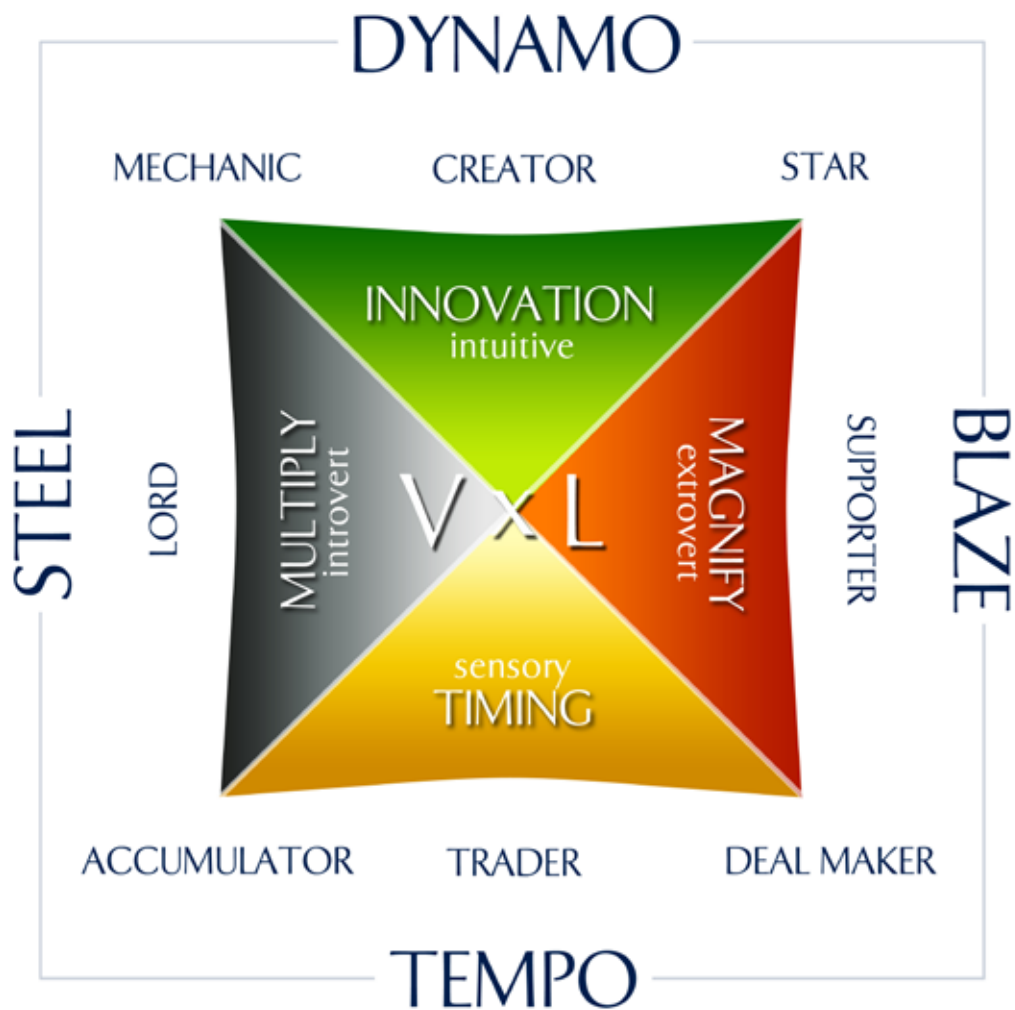 DYNAMO
MECHANIC
CREATOR
STAR
INNOVATION
intuitive
STEEL
LORD
MULTIPLY
introvert
V x L
extrovert
MAGNIFY
SUPPORTER
BLAZE
sensory
TIMING
ACCUMULATOR
TRADER
DEAL MAKER
TEMPO